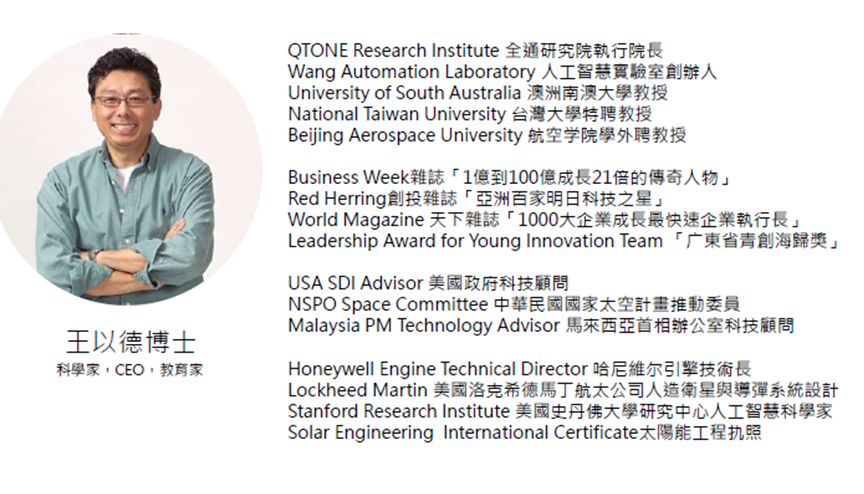 QTONE Research Institute 全通研究院執行院長
Wang Automation Laboratory 人工智慧實驗室創辦人
University of South Australia 澳洲南澳大學教授
National Taiwan University 台灣大學特聘教授
Beijing Aerospace University 航空学院學外聘教授
Business Week雜誌「1億到100億成長21倍的傳奇人物」
Red Herring創投雜誌「亞洲百家明日科技之星」
World Magazine 天下雜誌「1000大企業成長最快速企業執行長」
Leadership Award for Young Innovation Team 「广東省青創海歸獎」
USA SDI Advisor 美國政府科技顧問
NSPO Space Committee 中華民國國家太空計畫推動委員
Malaysia PM Technology Advisor 馬來西亞首相辦公室科技顧問
Honeywell Engine Technical Director 哈尼維尔引擎技術長
Lockheed Martin 美國洛克希德馬丁航太公司人造衛星與導彈系統設計
Stanford Research Institute 美國史丹佛大學研究中心人工智慧科學家
Solar Engineering  International Certificate太陽能工程执照
王以德博士
科學家，CEO，教育家